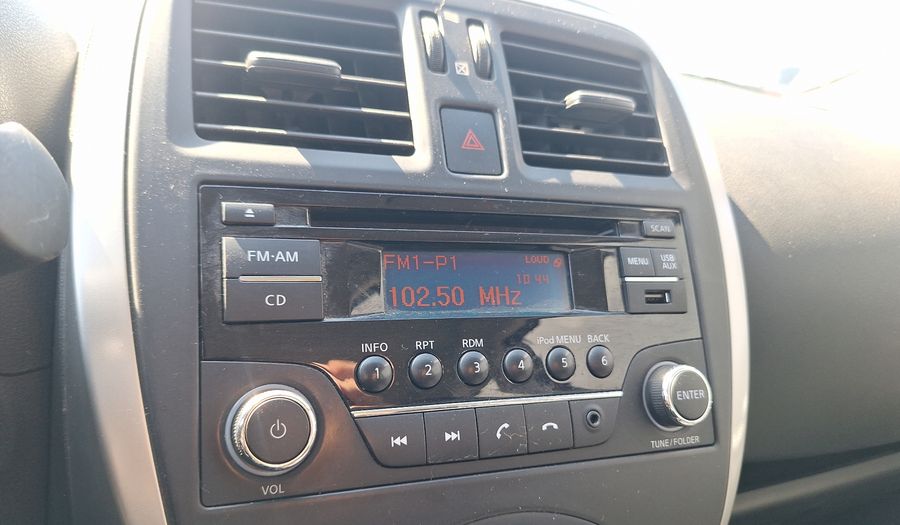 SCAN
FM-AM
FM1-P1
LOUD
MENU
USB
AUX
10:44
CD
102.50 MHz
INFO
RPT
RDM
iPod MENU
BACK
1
2
3
4
5
6
ENTER
VOL
TUNE/FOLDER